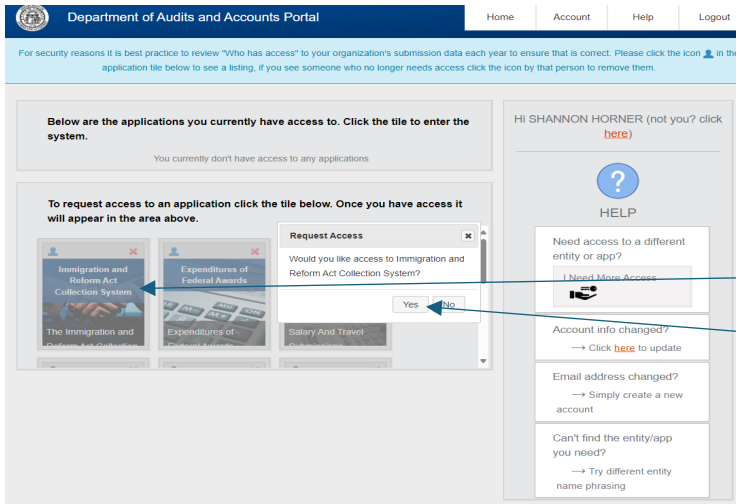 Department of Audits and Accounts Portal
Home Account Help Logout
For security reasons it is best practice to review "Who has access" to your organization's submission data each year to ensure that is correct. Please click the icon in the
application tile below to see a listing, if you see someone who no longer needs access click the icon by that person to remove them.
Below are the applications you currently have access to. Click the tile to enter the
system.
You currently don't have access to any applications
To request access to an application click the tile below. Once you have access it
will appear in the area above.
Immigration and
Reform Act
Collection System
The Immigration and
Reform Act Collection
Expenditures of
Federal Awards
Expenditures of
Federal Awards
Salary And Travel
Submissions
Request Access
Would you like access to Immigration and
Reform Act Collection System?
Yes No
Hi SHANNON HORNER (not you? click
here)
?
HELP
Need access to a different
entity or app?
I Need More Access
Account info changed?
→ Click here to update
Email address changed?
→ Simply create a new
account
Can't find the entity/app
you need?
→ Try different entity
name phrasing